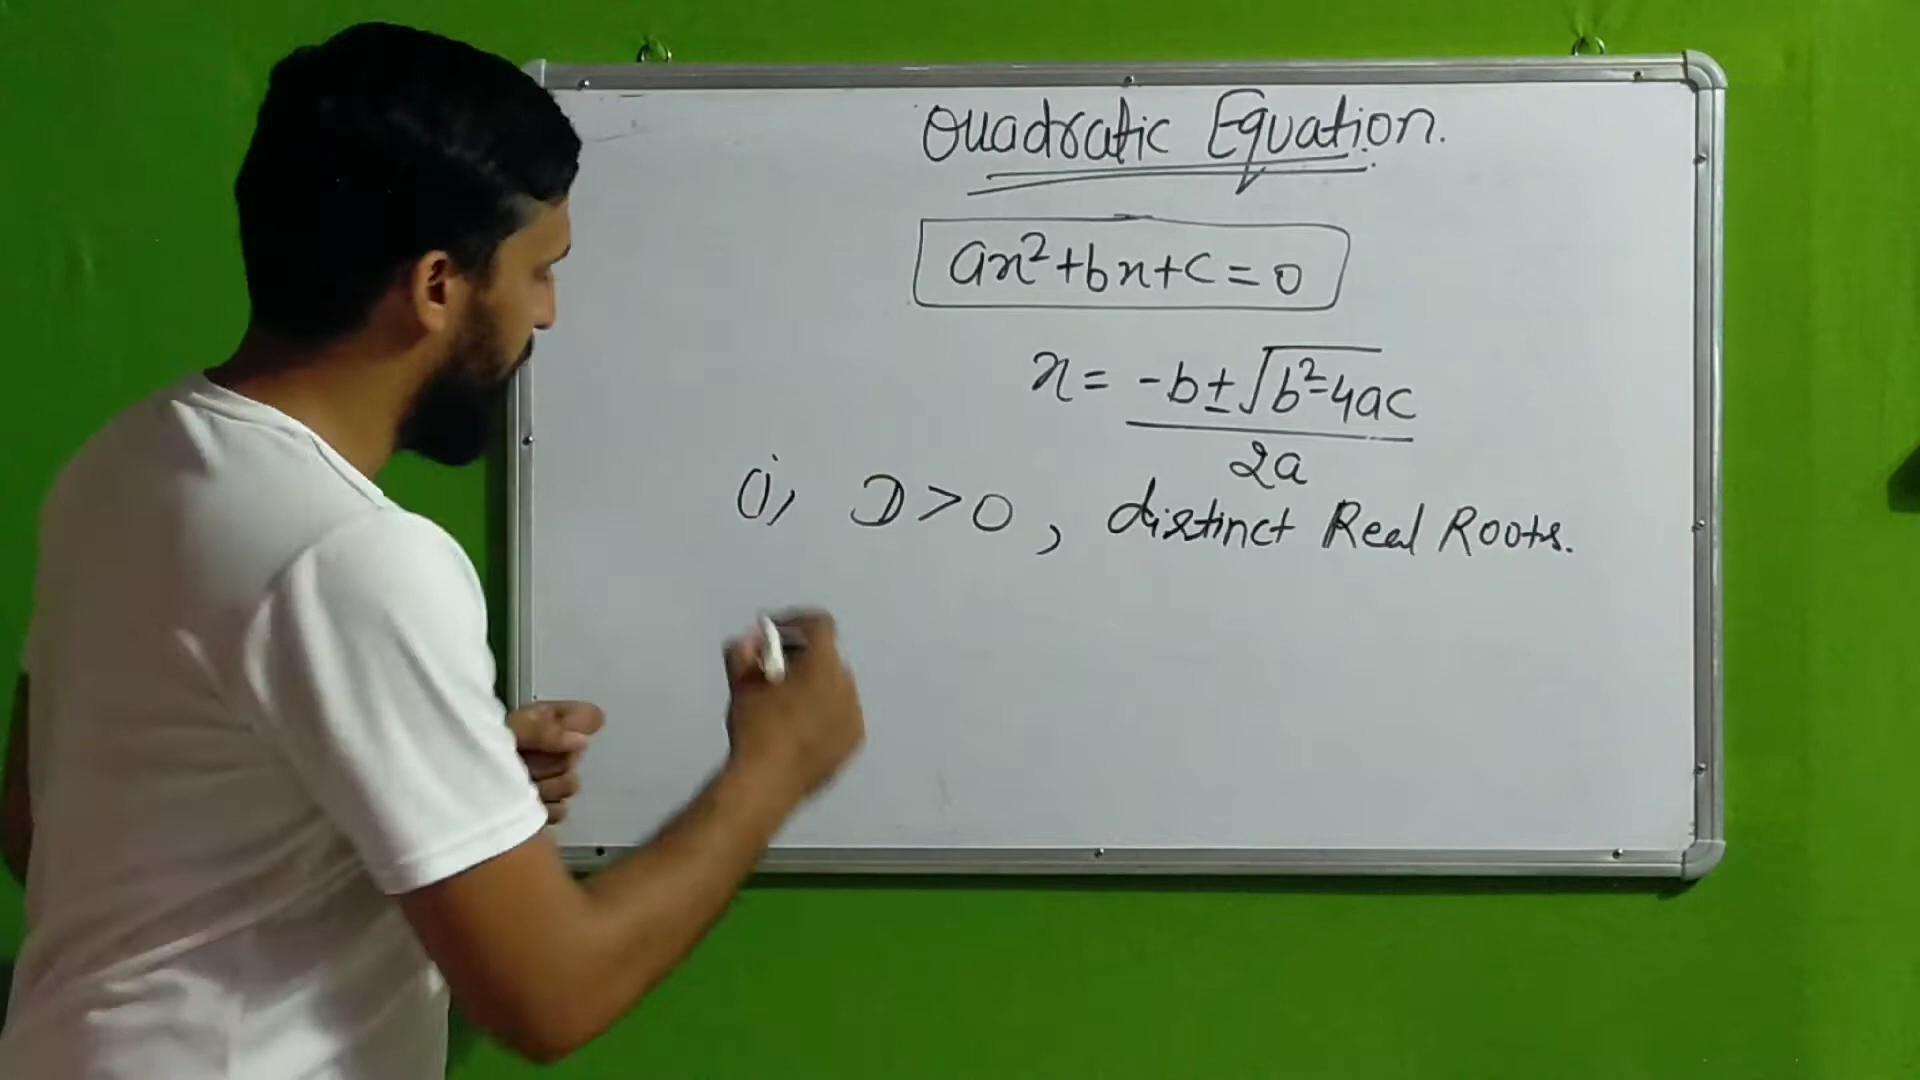 Quadratic Equation.
ax²+bx+c=0
x = -b±√b²-4ac
2a
(i), D>0, distinct Real Roots.